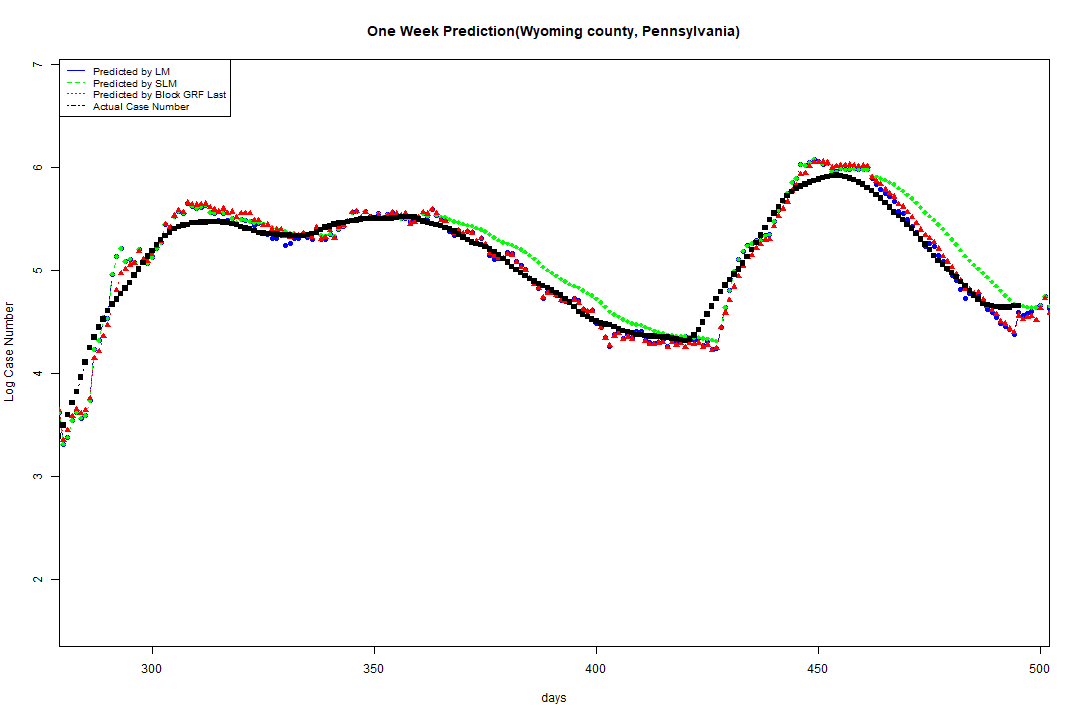 One Week Prediction(Wyoming county, Pennsylvania)
Predicted by LM
Predicted by SLM
Predicted by Block GRF Last
Actual Case Number
7
6
5
4
3
2
Log Case Number
300 350 400 450 500
days